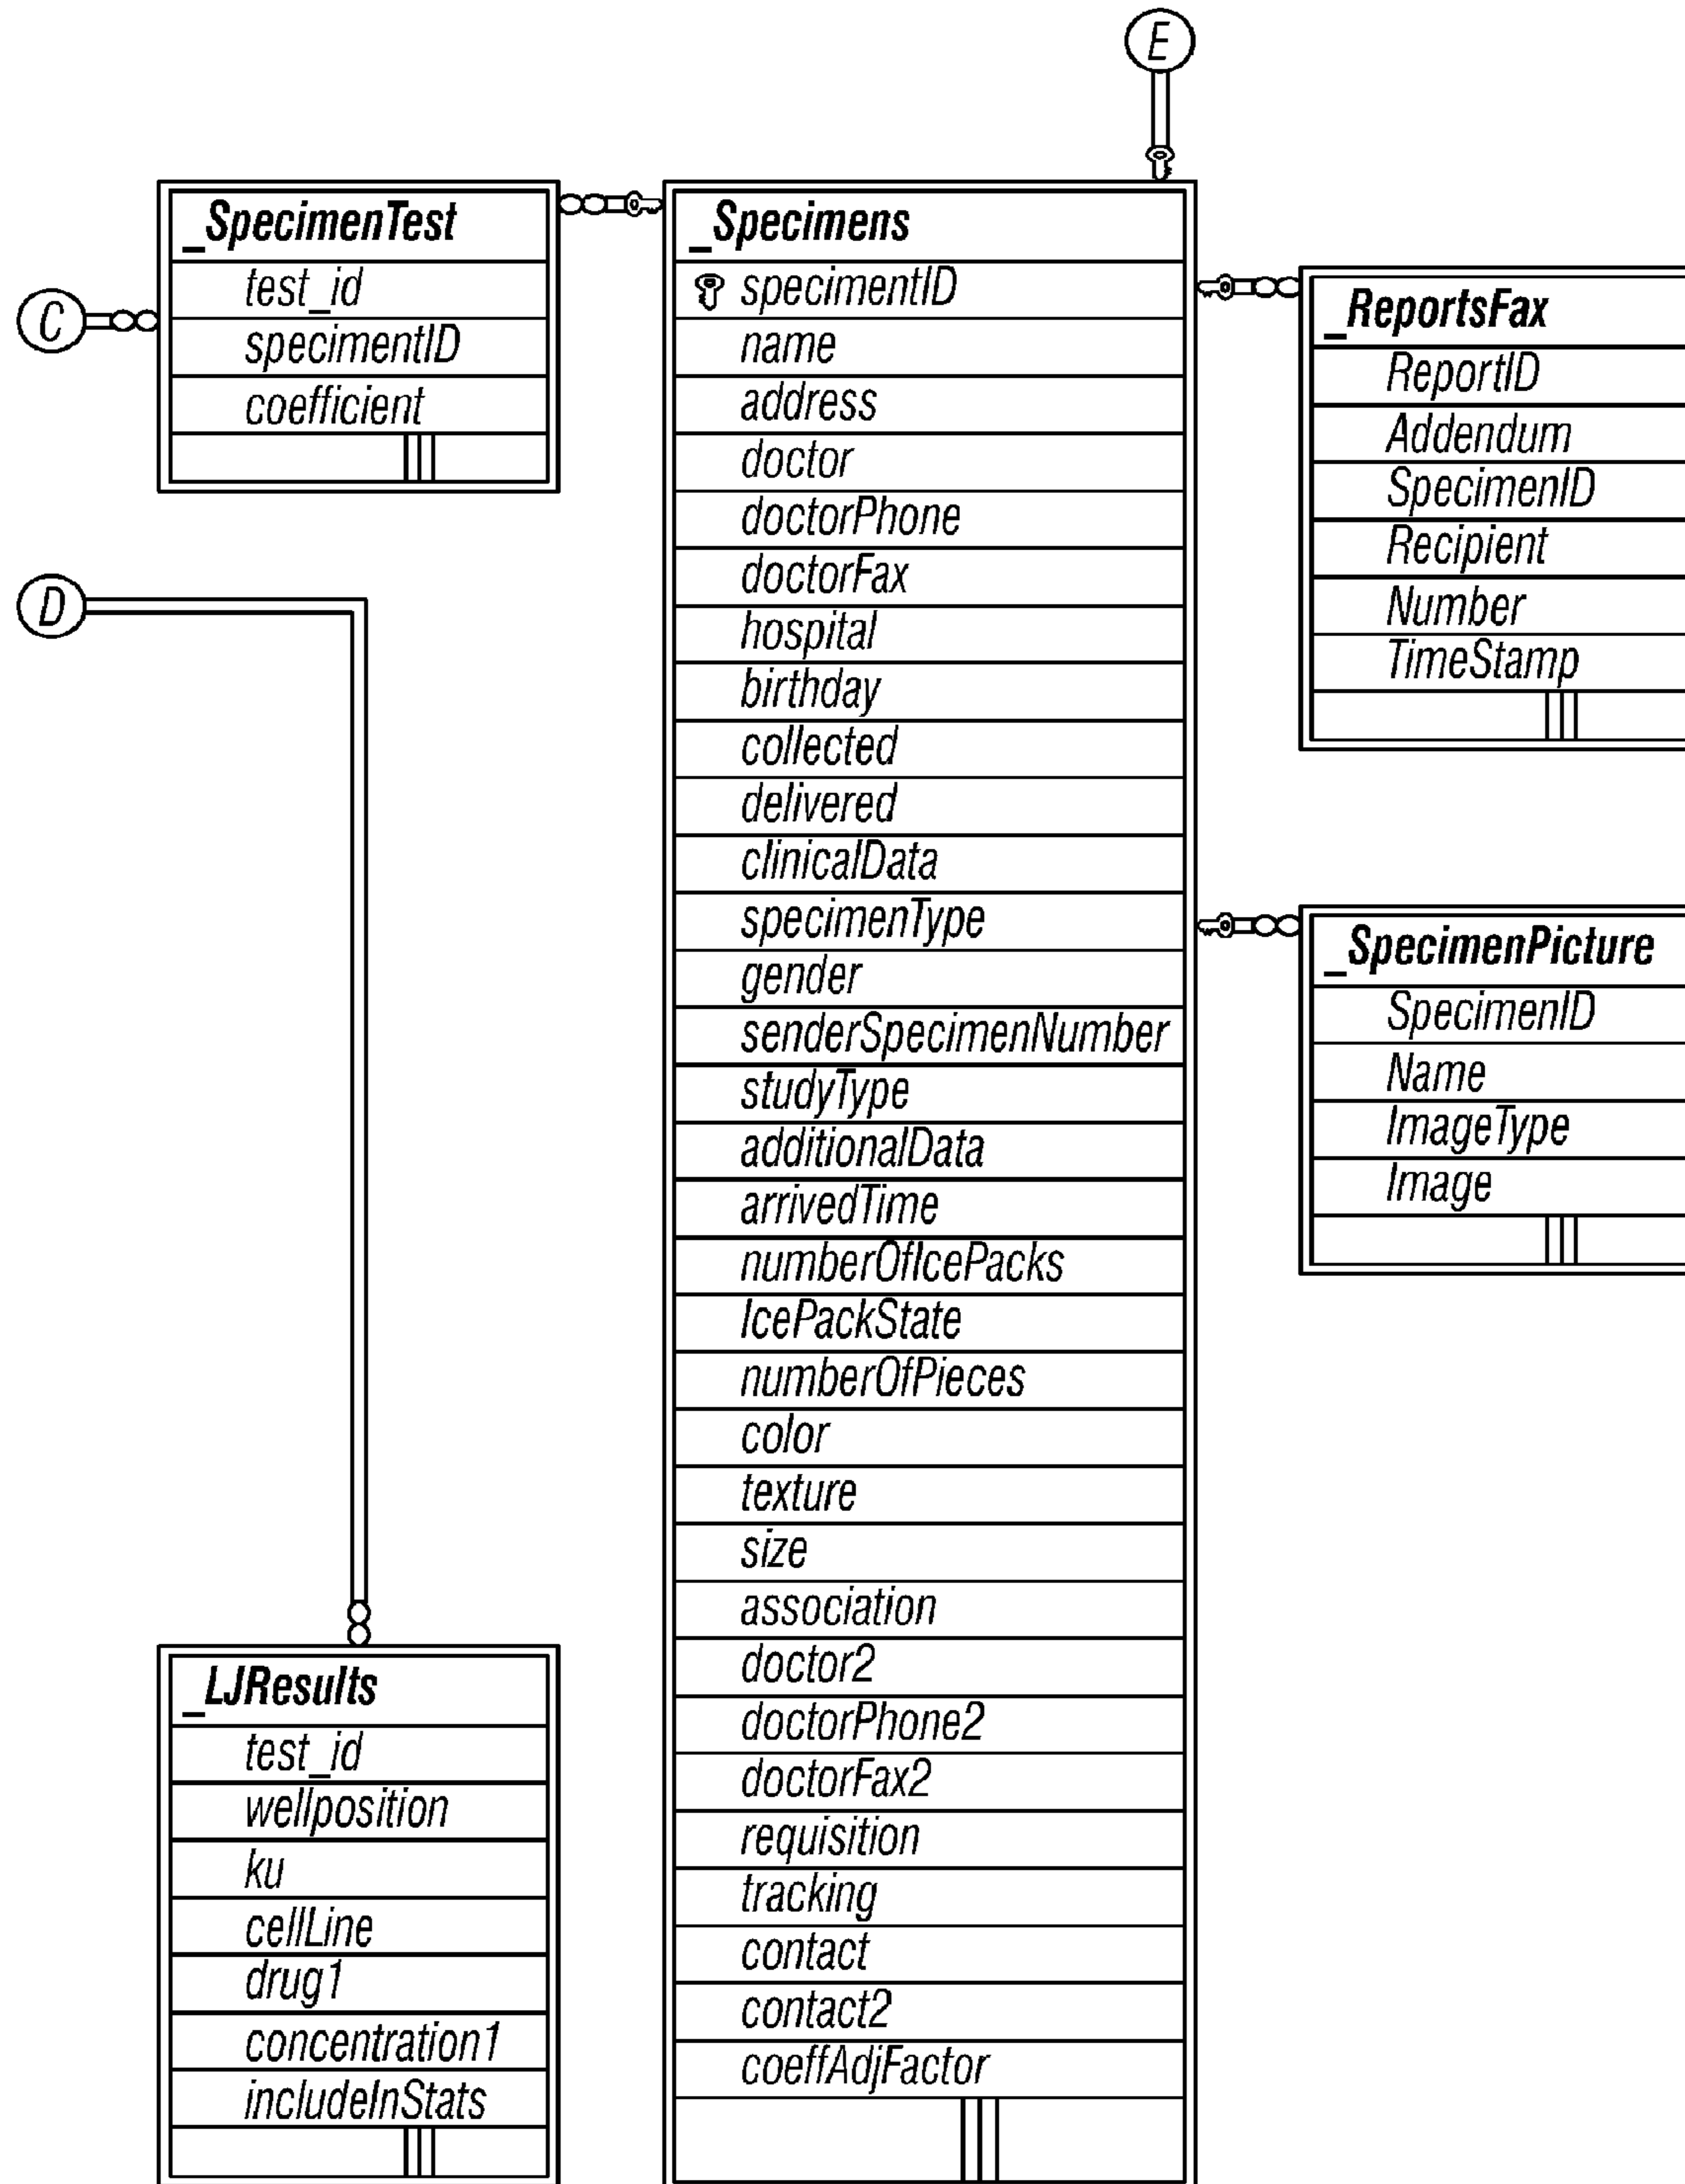 E
_SpecimenTest
test_id
specimentID
coefficient
C
D
_LJResults
test_id
wellposition
ku
cellLine
drug1
concentration1
includeInStats
_Specimens
specimentID
name
address
doctor
doctorPhone
doctorFax
hospital
birthday
collected
delivered
clinicalData
specimenType
gender
senderSpecimenNumber
studyType
additionalData
arrivedTime
numberOfIcePacks
IcePackState
numberOfPieces
color
texture
size
association
doctor2
doctorPhone2
doctorFax2
requisition
tracking
contact
contact2
coeffAdjFactor
_ReportsFax
ReportID
Addendum
SpecimenID
Recipient
Number
TimeStamp
_SpecimenPicture
SpecimenID
Name
ImageType
Image